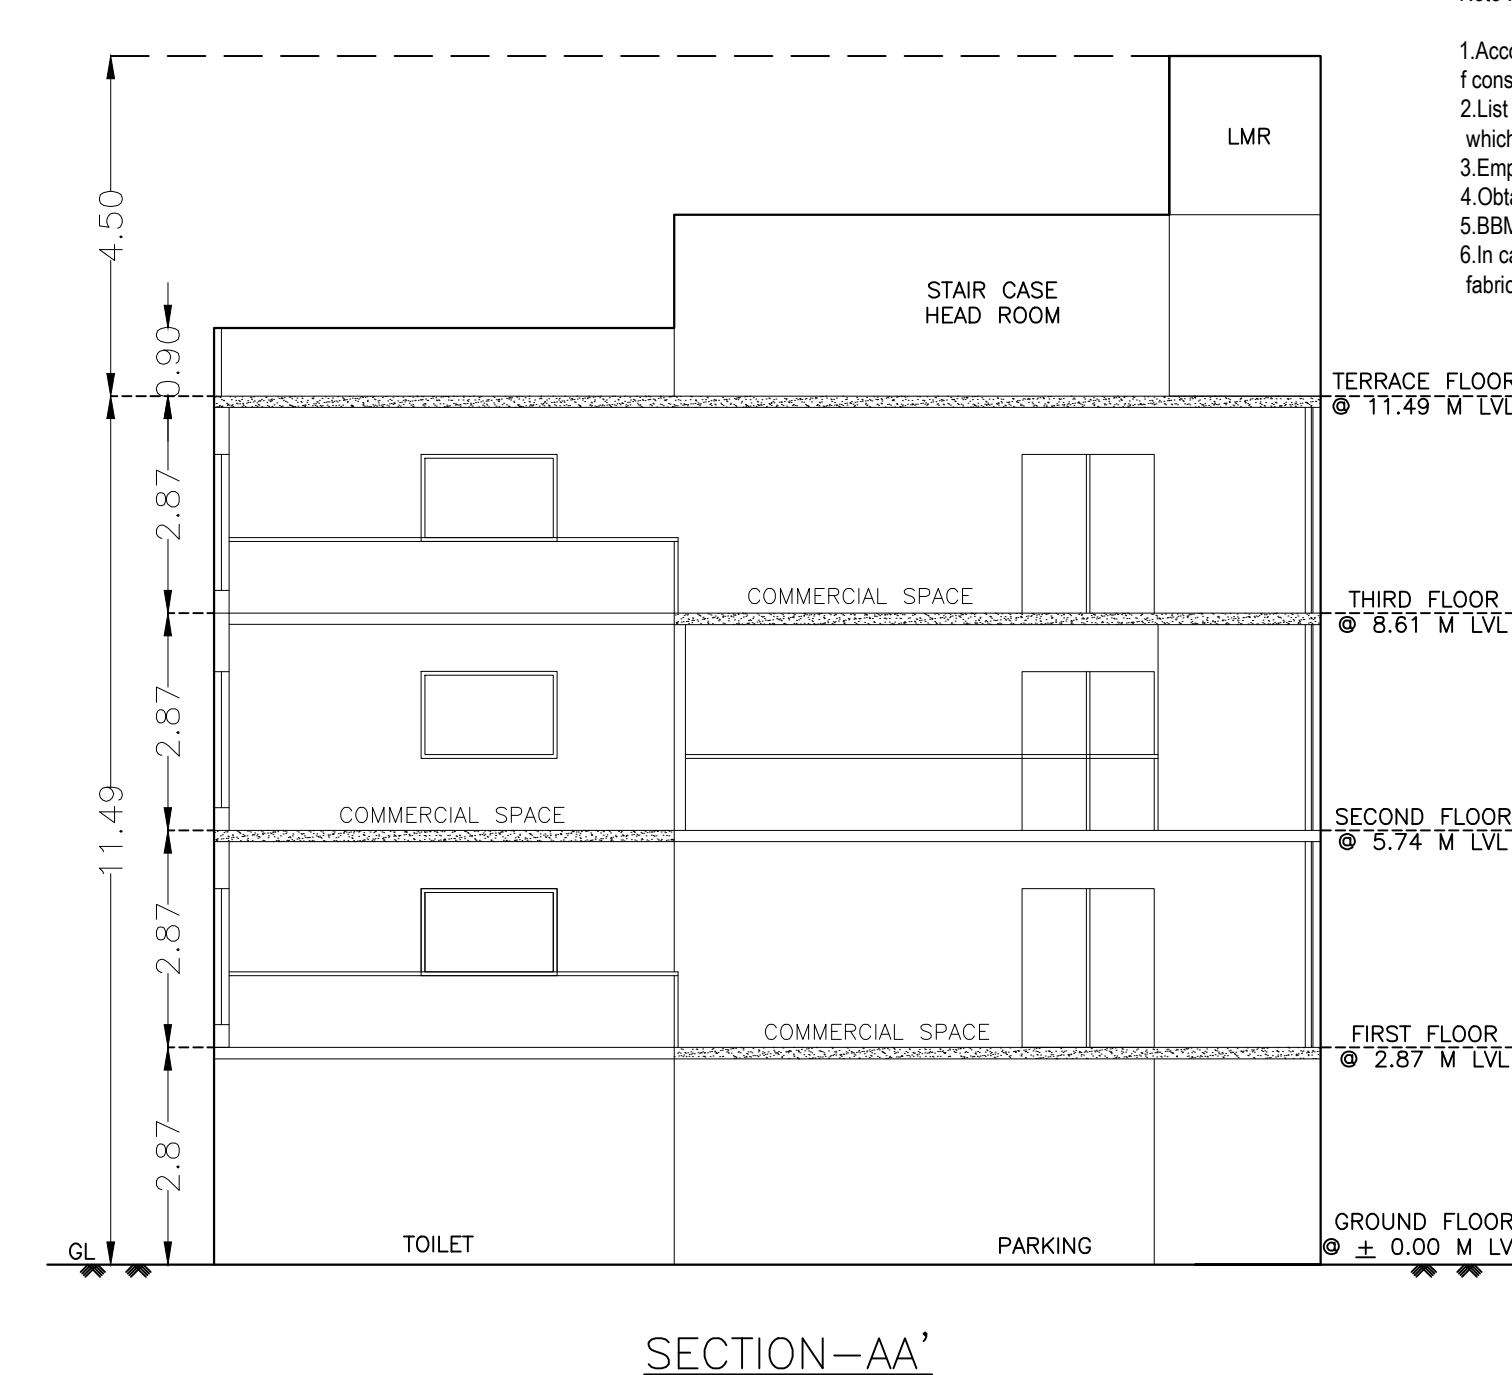 1.Acc
f cons
2.List
which
3.Emp
4.Obt
5.BBM
6.In ca
fabric
LMR
4.50
STAIR CASE
HEAD ROOM
0.90
TERRACE FLOOR
@ 11.49 M LVL
2.87
COMMERCIAL SPACE
THIRD FLOOR
@ 8.61 M LVL
2.87
11.49
COMMERCIAL SPACE
SECOND FLOOR
@ 5.74 M LVL
2.87
COMMERCIAL SPACE
FIRST FLOOR
@ 2.87 M LVL
2.87
GL
TOILET
PARKING
GROUND FLOOR
@ ± 0.00 M LV
SECTION-AA'